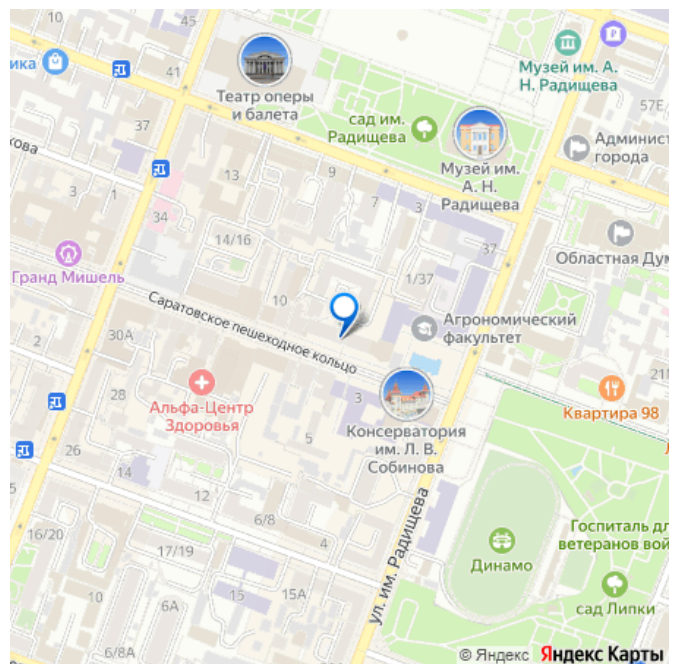 45
ика
41
Театр оперы
и балета
Музей им. А.
Н. Радищева
57Е
сад им.
Радищева
37
Админист
города
хова
Музей им.
А. Н.
Радищева
13
9
3
1
7
3
34
14/16
37
Областная Дум
Гранд Мишель
1/37
10
Саратовское пешеходное кольцо
Агрономический
факультет
2
30А
21
28
Альфа-Центр
Здоровья
3
Квартира 98
Консерватория
им. Л. В.
Собинова
5
26
14
5
12
16/20
6/8
4
ул. им. Радищева
Госпиталь дл
ветеранов вой
17/19
Динамо
10
6А
15
15А
сад Липки
6/8А
© Яндекс Яндекс Карты